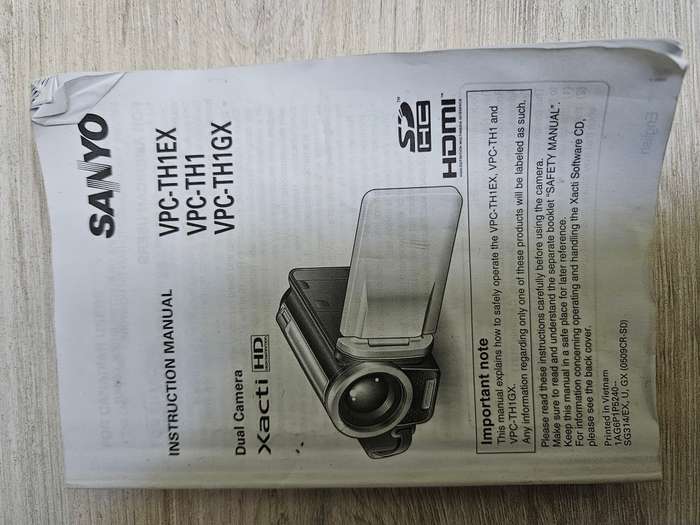 SANYO
INSTRUCTION MANUAL
VPC-TH1EX
VPC-TH1
VPC-TH1GX
Dual Camera
Xacti HD
SD
HC
HDMI
Important note
This manual explains how to safely operate the VPC-TH1EX, VPC-TH1 and
VPC-TH1GX.
Any information regarding only one of these products will be labeled as such.
Please read these instructions carefully before using the camera.
Make sure to read and understand the separate booklet "SAFETY MANUAL".
Keep this manual in a safe place for later reference.
For information concerning operating and handling the Xacti Software CD,
please see the back cover.
Printed in Vietnam
1AG6P1P6240--
SG314/EX, U, GX (0509CR-SD)